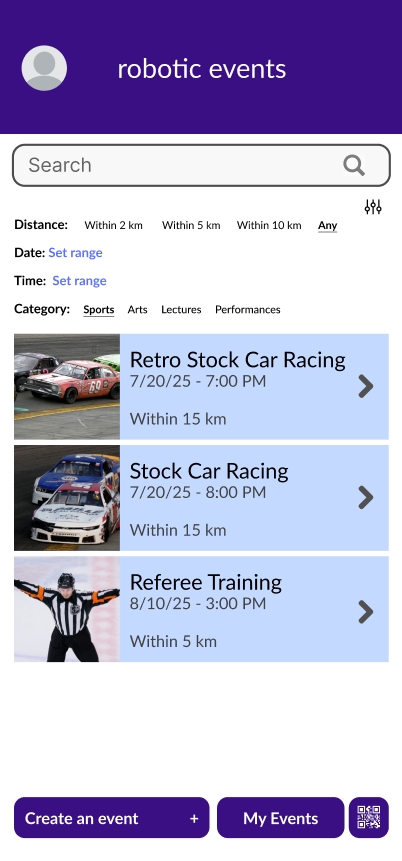 robotic events
Search
Distance: Within 2 km Within 5 km Within 10 km Any
Date: Set range
Time: Set range
Category: Sports Arts Lectures Performances
Retro Stock Car Racing
7/20/25 - 7:00 PM
Within 15 km
69
Stock Car Racing
7/20/25 - 8:00 PM
Within 15 km
Referee Training
8/10/25 - 3:00 PM
Within 5 km
Create an event +
My Events